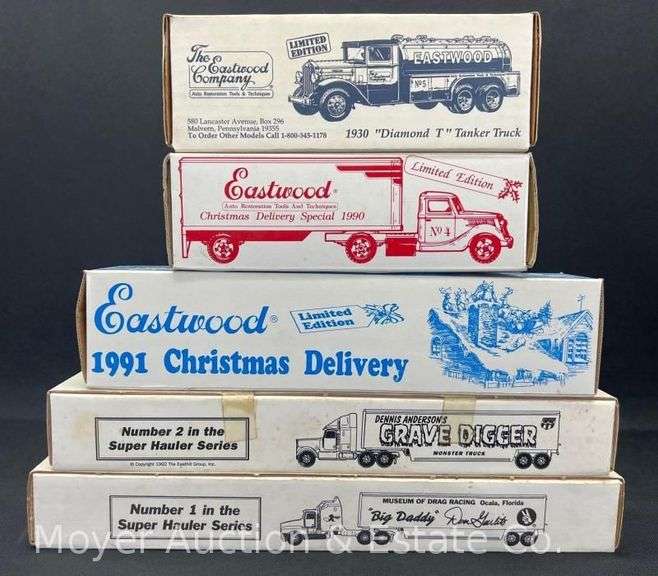 The
Eastwood
Company
Auto Restoration Tools & Techniques
LIMITED
EDITION
EASTWOOD
Nº5
580 Lancaster Avenue, Box 296
Malvern, Pennsylvania 19355
To Order Other Models Call 1-800-345-1178
1930 "Diamond T" Tanker Truck
Eastwood®
Auto Restoration Tools And Techniques
Christmas Delivery Special 1990
Limited Edition
Nº 4
Eastwood®
Limited
Edition
1991 Christmas Delivery
Number 2 in the
Super Hauler Series
DENNIS ANDERSON'S
GRAVE DIGGER
MONSTER TRUCK
Number 1 in the
Super Hauler Series
MUSEUM OF DRAG RACING Ocala, Florida
"Big Daddy" Don Garlits
Moyer Auction & Estate Co.